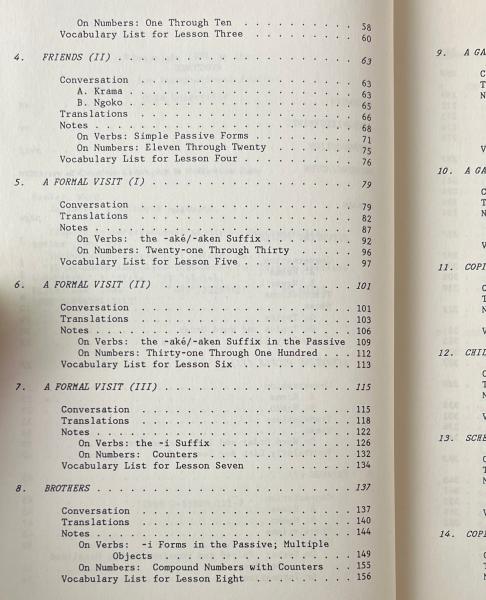 On Numbers: One Through Ten . . . . . . . . . . 58
Vocabulary List for Lesson Three . . . . . . . . . . 60
4. FRIENDS (II) . . . . . . . . . . . . . . . . . . . . 63
Conversation . . . . . . . . . . . . . . . . . . . 63
A. Krama . . . . . . . . . . . . . . . . . . . 63
B. Ngoko . . . . . . . . . . . . . . . . . . . 65
Translations . . . . . . . . . . . . . . . . . . . 66
Notes . . . . . . . . . . . . . . . . . . . . . . 68
On Verbs: Simple Passive Forms . . . . . . . . . 71
On Numbers: Eleven Through Twenty . . . . . . . 75
Vocabulary List for Lesson Four . . . . . . . . . . 76
5. A FORMAL VISIT (I) . . . . . . . . . . . . . . . . . 79
Conversation . . . . . . . . . . . . . . . . . . . 79
Translations . . . . . . . . . . . . . . . . . . . 82
Notes . . . . . . . . . . . . . . . . . . . . . . 87
On Verbs: the -aké/-aken Suffix . . . . . . . . 92
On Numbers: Twenty-one Through Thirty . . . . . 96
Vocabulary List for Lesson Five . . . . . . . . . . 97
6. A FORMAL VISIT (II) . . . . . . . . . . . . . . . . 101
Conversation . . . . . . . . . . . . . . . . . . . 101
Translations . . . . . . . . . . . . . . . . . . . 103
Notes . . . . . . . . . . . . . . . . . . . . . . 106
On Verbs: the -aké/-aken Suffix in the Passive 109
On Numbers: Thirty-one Through One Hundred . . . 112
Vocabulary List for Lesson Six . . . . . . . . . . 113
7. A FORMAL VISIT (III) . . . . . . . . . . . . . . . . 115
Conversation . . . . . . . . . . . . . . . . . . . 115
Translations . . . . . . . . . . . . . . . . . . . 118
Notes . . . . . . . . . . . . . . . . . . . . . . 122
On Verbs: the -i Suffix . . . . . . . . . . . . 126
On Numbers: Counters . . . . . . . . . . . . . 132
Vocabulary List for Lesson Seven . . . . . . . . . 134
8. BROTHERS . . . . . . . . . . . . . . . . . . . . . . 137
Conversation . . . . . . . . . . . . . . . . . . . 137
Translations . . . . . . . . . . . . . . . . . . . 140
Notes . . . . . . . . . . . . . . . . . . . . . . 144
On Verbs: -i Forms in the Passive; Multiple
Objects . . . . . . . . . . . . . . . . . . 149
On Numbers: Compound Numbers with Counters . . 155
Vocabulary List for Lesson Eight . . . . . . . . . 156
9. A
10. A
11.
12.
13.
14.